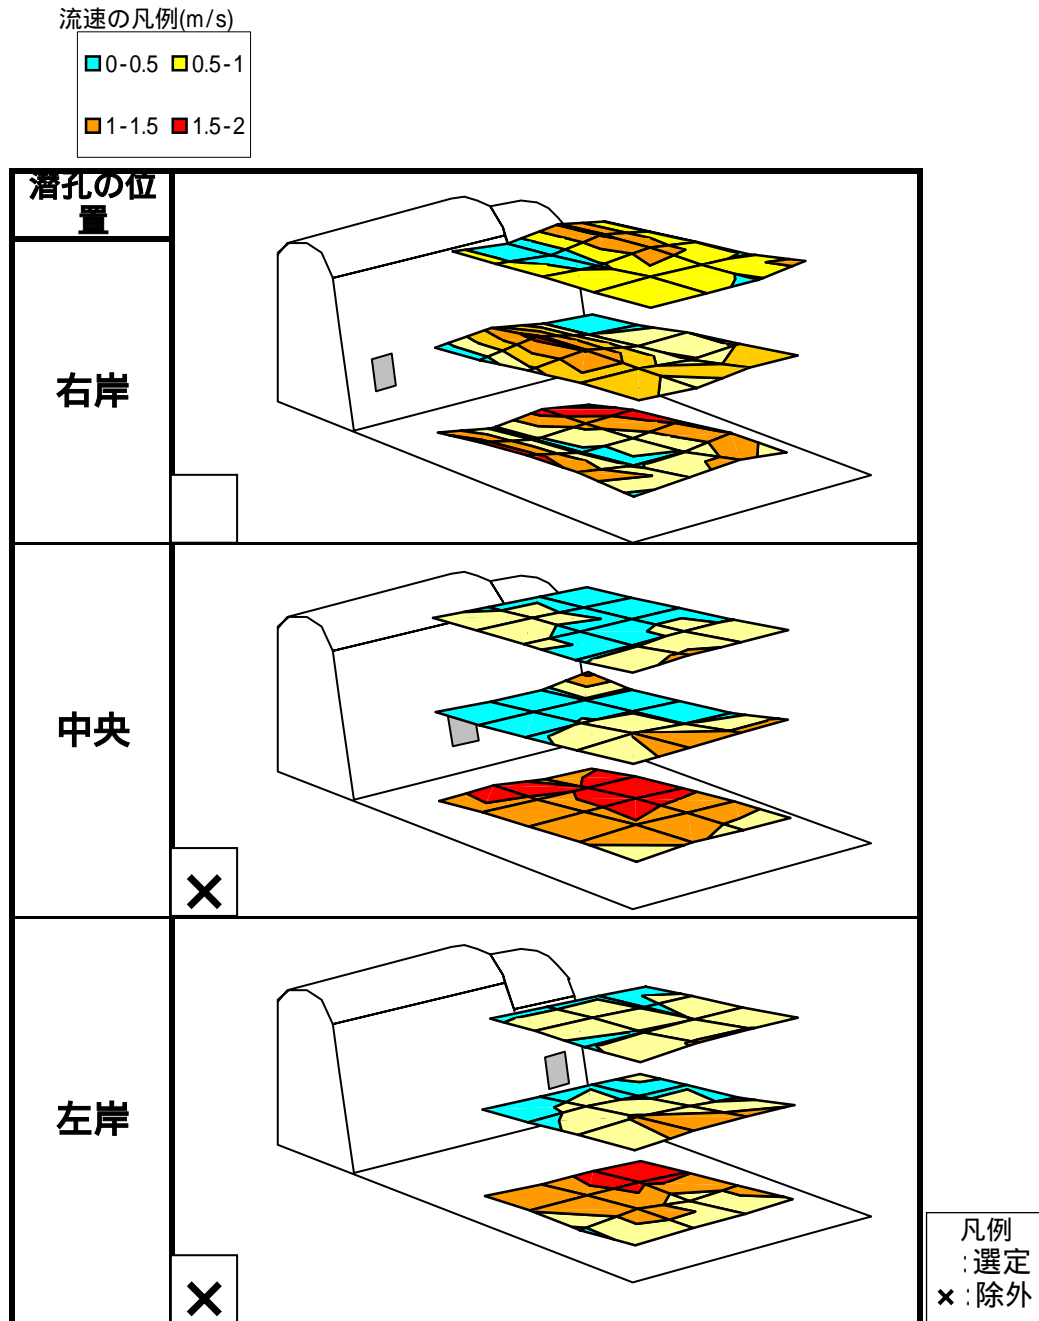 流速の凡例(m/s)
0-0.5 0.5-1
1-1.5 1.5-2
潜孔の位
置
右岸
中央
×
左岸
×
凡例
:選定
×:除外